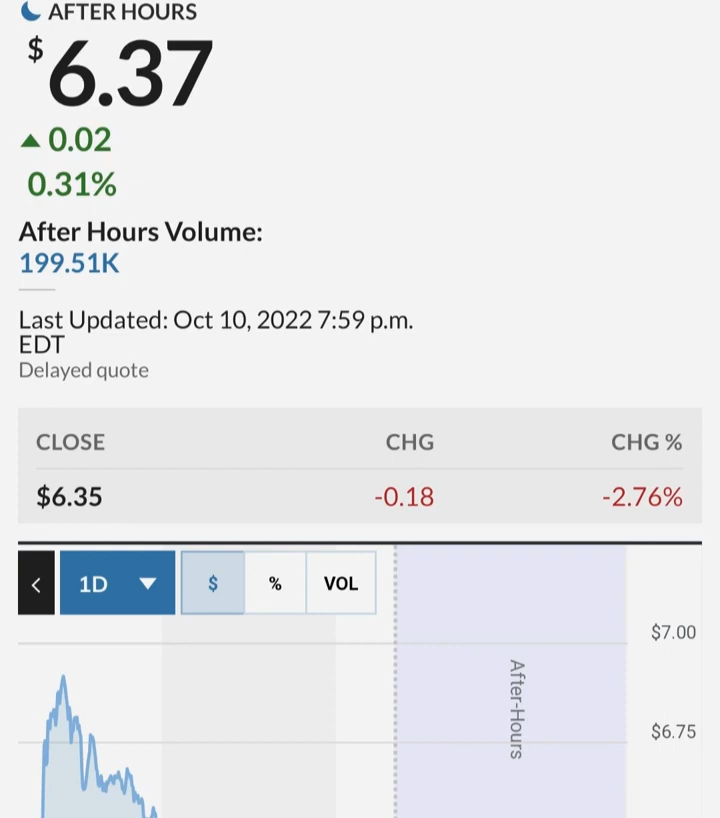 AFTER HOURS
$6.37
0.02
0.31%
After Hours Volume:
199.51K
Last Updated: Oct 10, 2022 7:59 p.m.
EDT
Delayed quote
CLOSE CHG CHG %
$6.35 -0.18 -2.76%
< 1D $ % VOL
$7.00
After-Hours
$6.75